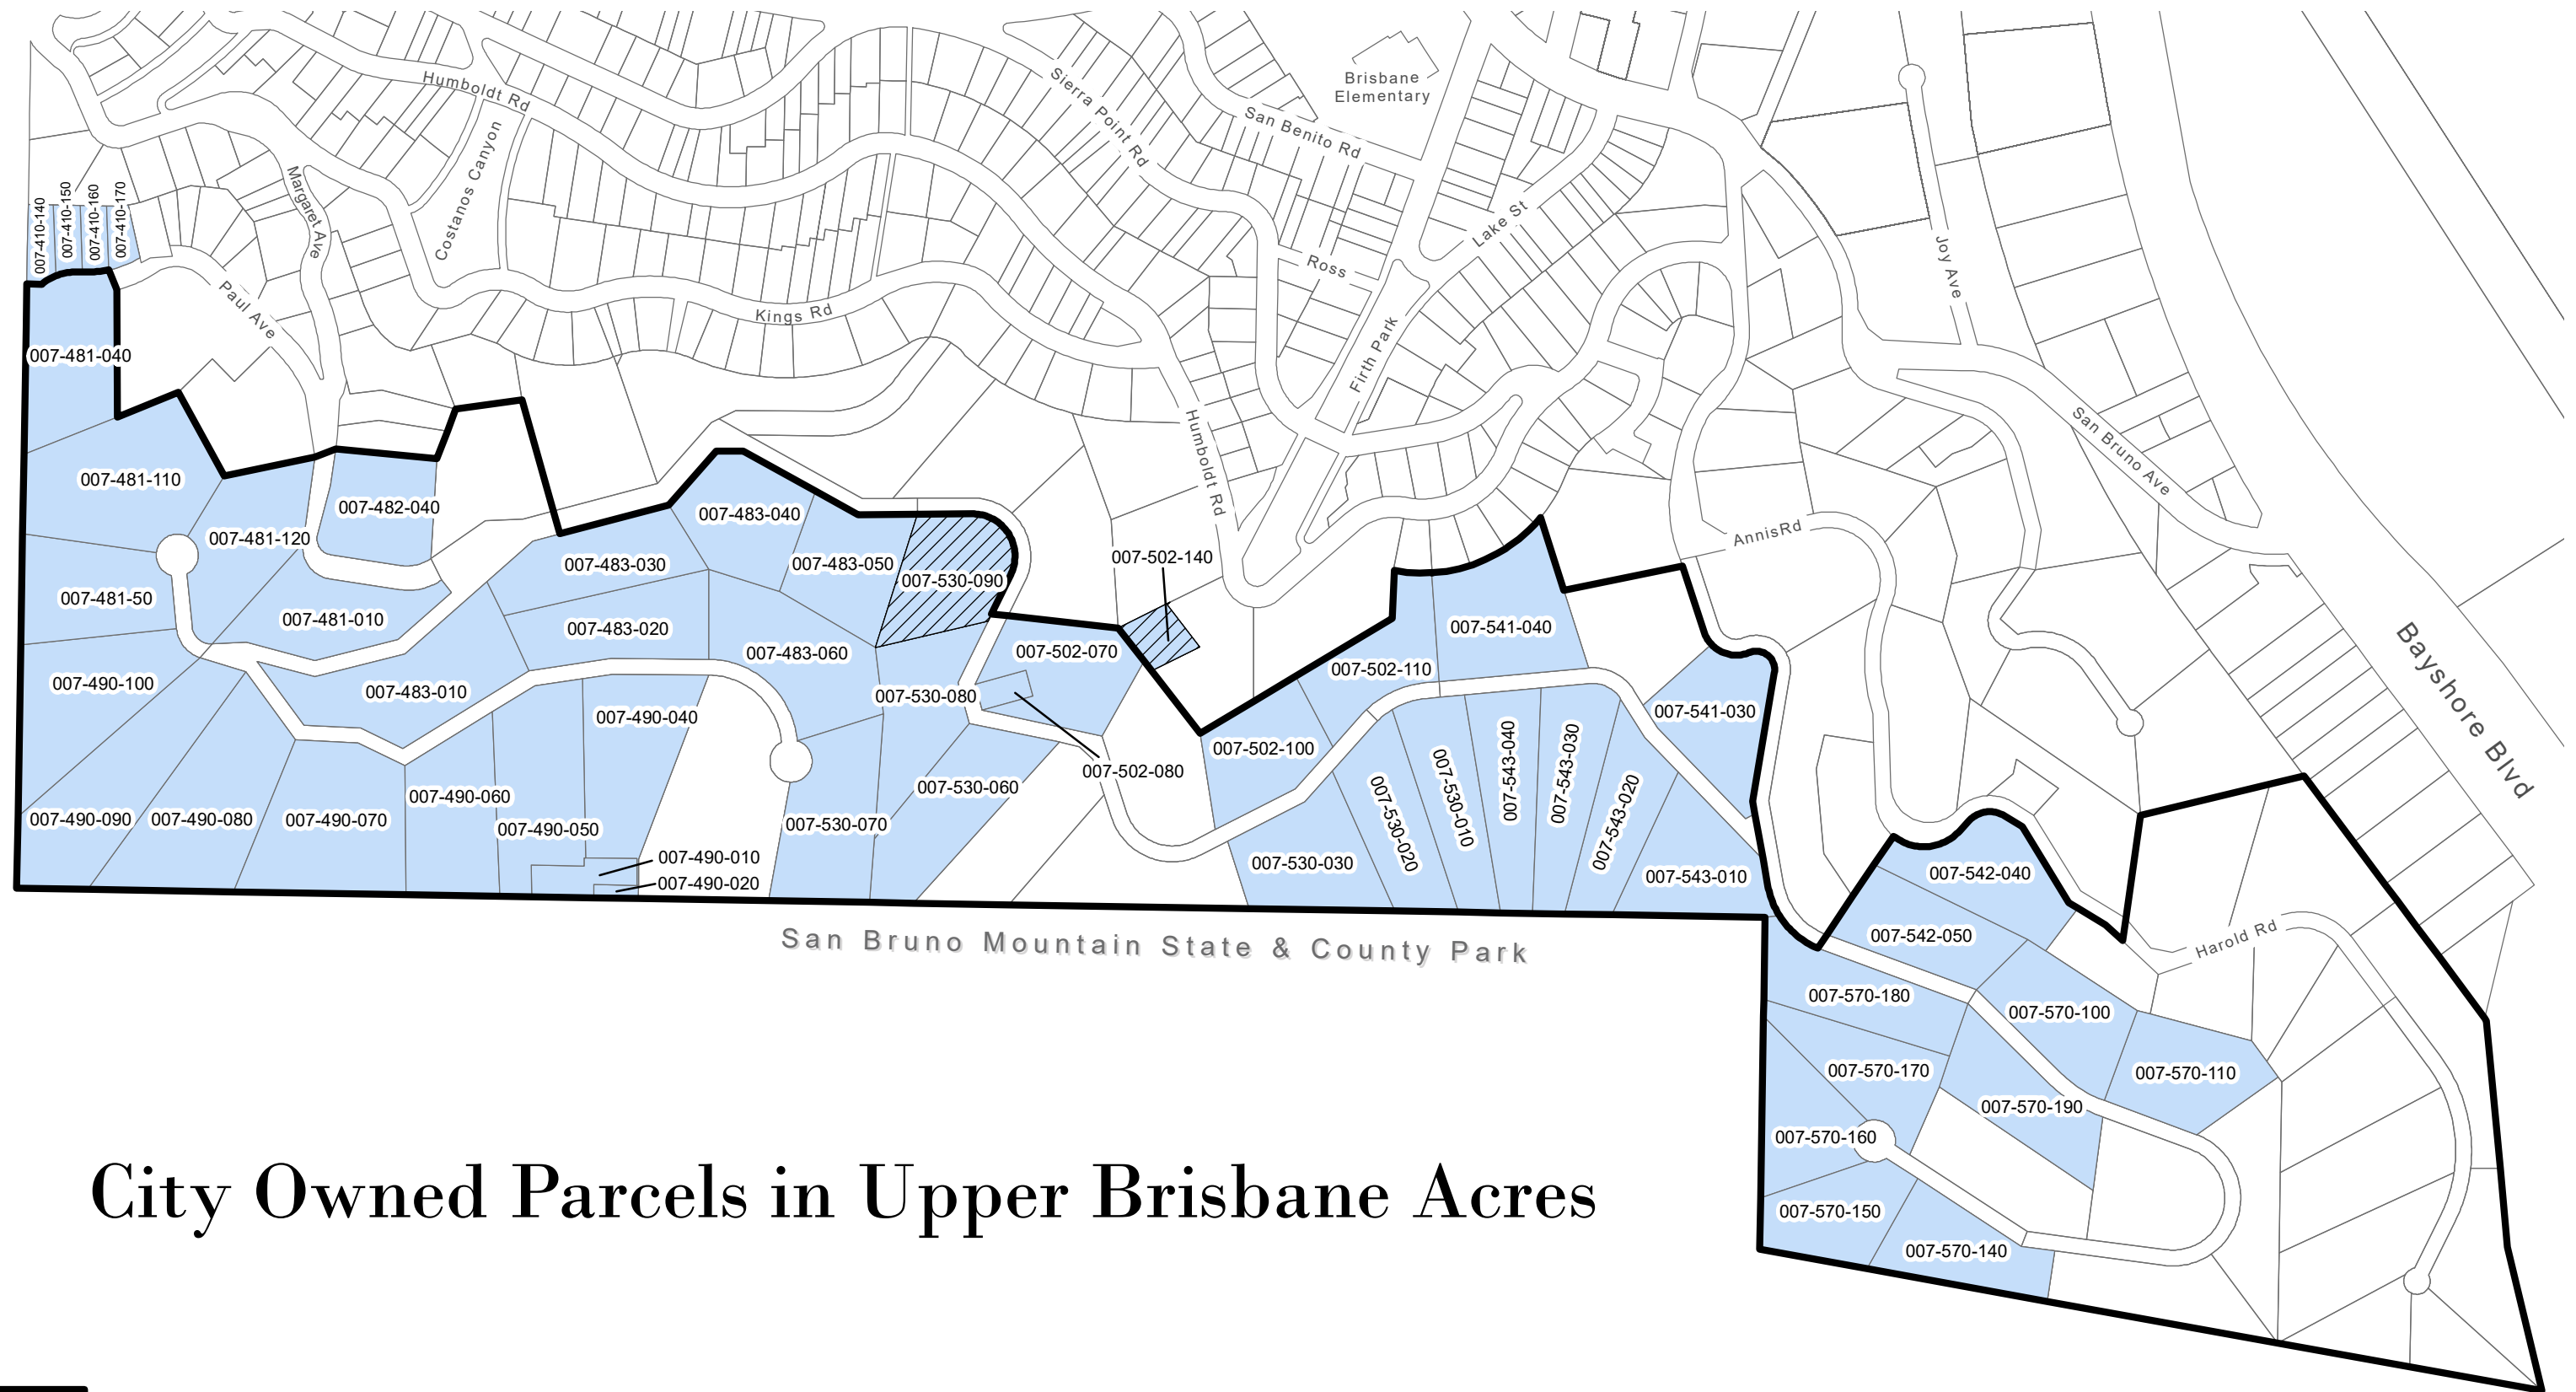 Brisbane
Elementary
Humboldt Rd
Sierra Point Rd
San Benito Rd
Costanos Canyon
Margaret Ave
Lake St
Joy Ave
Ross
Paul Ave
Kings Rd
Firth Park
Humboldt Rd
San Bruno Ave
AnnisRd
Bayshore Blvd
Harold Rd
007-410-140
007-410-150
007-410-160
007-410-170
007-481-040
007-481-110
007-482-040
007-481-120
007-481-50
007-481-010
007-490-100
007-483-040
007-483-030
007-483-050
007-530-090
007-502-140
007-483-020
007-483-060
007-502-070
007-483-010
007-490-040
007-530-080
007-502-080
007-490-090
007-490-080
007-490-070
007-490-060
007-490-050
007-490-010
007-490-020
007-530-070
007-530-060
007-541-040
007-502-110
007-541-030
007-502-100
007-530-030
007-530-020
007-530-010
007-543-040
007-543-030
007-543-020
007-543-010
007-542-040
007-542-050
007-570-180
007-570-100
007-570-170
007-570-110
007-570-190
007-570-160
007-570-150
007-570-140
San Bruno Mountain State & County Park
City Owned Parcels in Upper Brisbane Acres